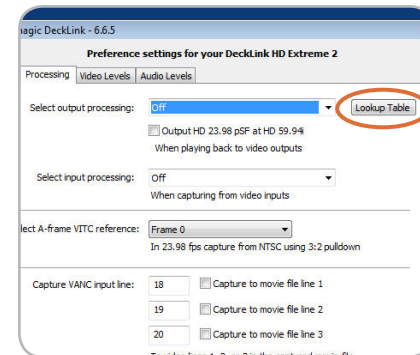 magic DeckLink - 6.6.5
Preference settings for your DeckLink HD Extreme 2
Processing Video Levels Audio Levels
Select output processing: Off Lookup Table
Output HD 23.98 pSF at HD 59.94i
When playing back to video outputs
Select input processing: Off
When capturing from video inputs
lect A-frame VITC reference: Frame 0
In 23.98 fps capture from NTSC using 3:2 pulldown
Capture VANC input line: 18 Capture to movie file line 1
19 Capture to movie file line 2
20 Capture to movie file line 3